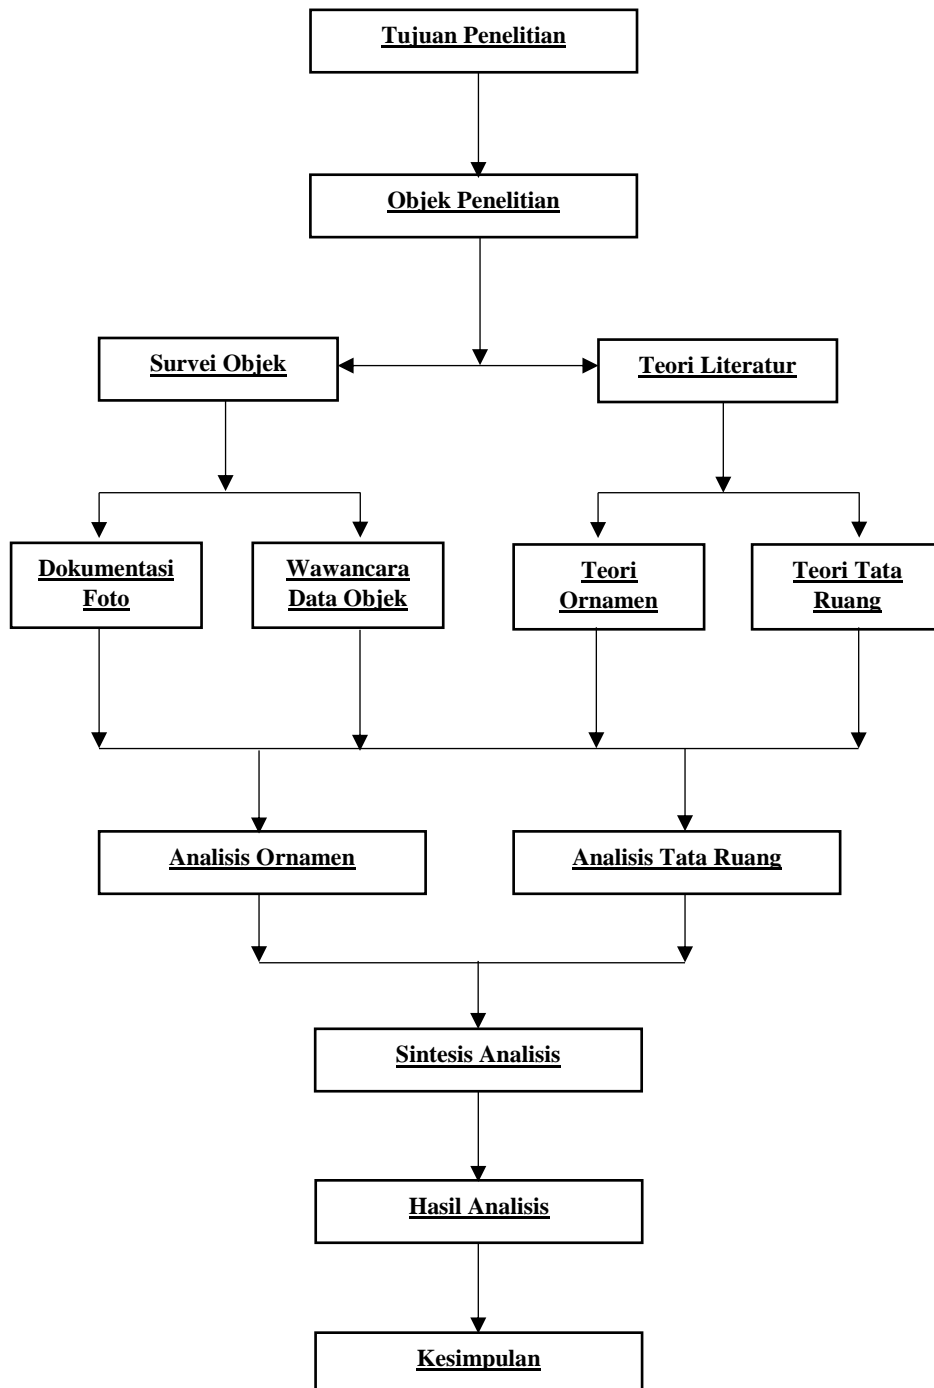 Tujuan Penelitian
Objek Penelitian
Survei Objek
Teori Literatur
Dokumentasi
Foto
Wawancara
Data Objek
Teori
Ornamen
Teori Tata
Ruang
Analisis Ornamen
Analisis Tata Ruang
Sintesis Analisis
Hasil Analisis
Kesimpulan